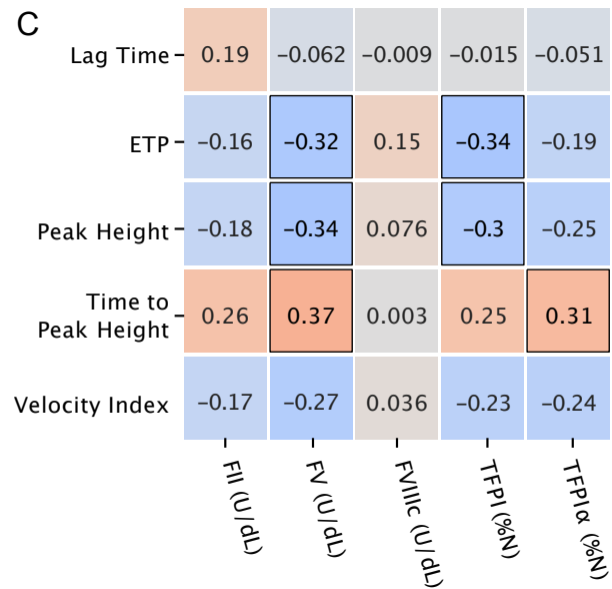 C
Lag Time 0.19 −0.062 −0.009 −0.015 −0.051
ETP −0.16 −0.32 0.15 −0.34 −0.19
Peak Height −0.18 −0.34 0.076 −0.3 −0.25
Time to
Peak Height 0.26 0.37 0.003 0.25 0.31
Velocity Index −0.17 −0.27 0.036 −0.23 −0.24
FII (U/dL)
FV (U/dL)
FVIIIc (U/dL)
TFPI (%N)
TFPIα (%N)